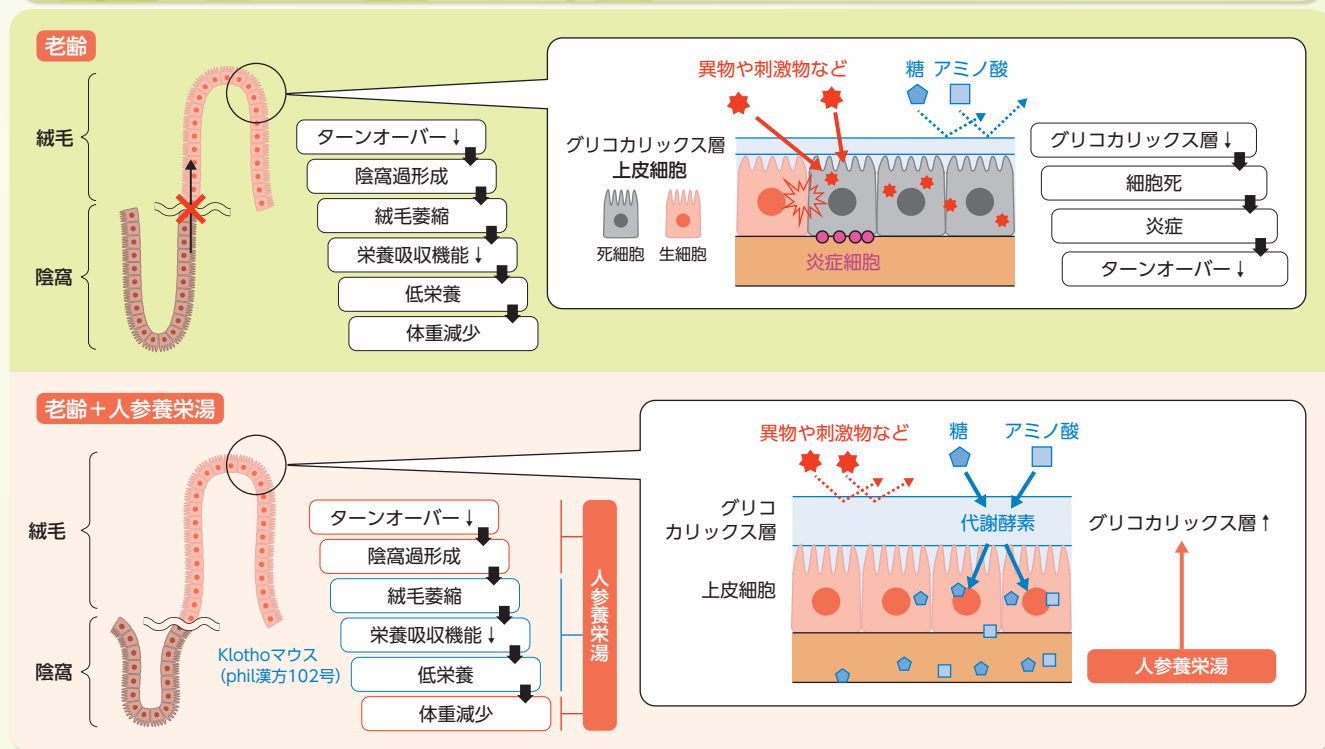 老齢
絨毛
陰窩
ターンオーバー↓
陰窩過形成
絨毛萎縮
栄養吸収機能↓
低栄養
体重減少
異物や刺激物など
糖 アミノ酸
グリコカリックス層
上皮細胞
死細胞 生細胞
炎症細胞
グリコカリックス層↓
細胞死
炎症
ターンオーバー↓
老齢+人参養栄湯
絨毛
陰窩
Klothoマウス
(phil漢方102号)
ターンオーバー↓
陰窩過形成
絨毛萎縮
栄養吸収機能↓
低栄養
体重減少
人参養栄湯
異物や刺激物など
糖 アミノ酸
グリコ
カリックス層
代謝酵素
上皮細胞
グリコカリックス層↑
人参養栄湯